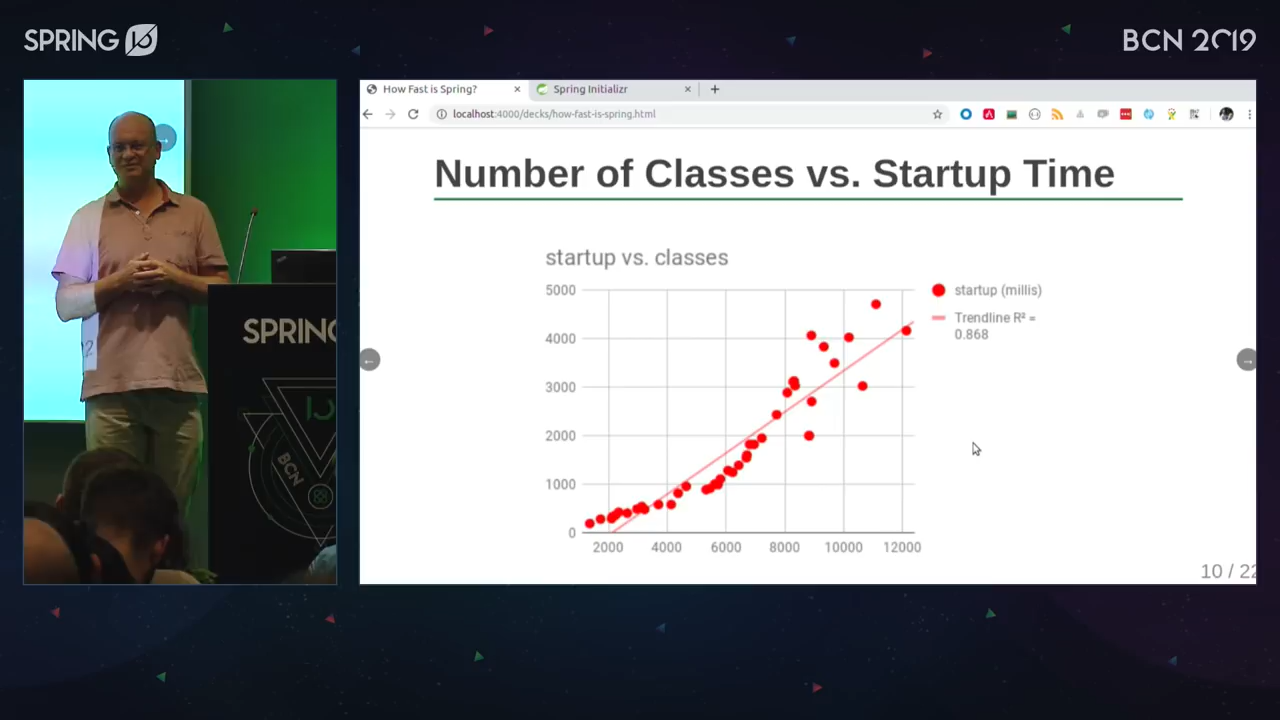 SPRING IO
BCN 2019
How Fast is Spring?
Spring Initializr
localhost:4000/decks/how-fast-is-spring.html
Number of Classes vs. Startup Time
startup vs. classes
5000
4000
3000
2000
1000
0
2000 4000 6000 8000 10000 12000
startup (millis)
Trendline R² =
0.868
10 / 22
SPRING
BCN